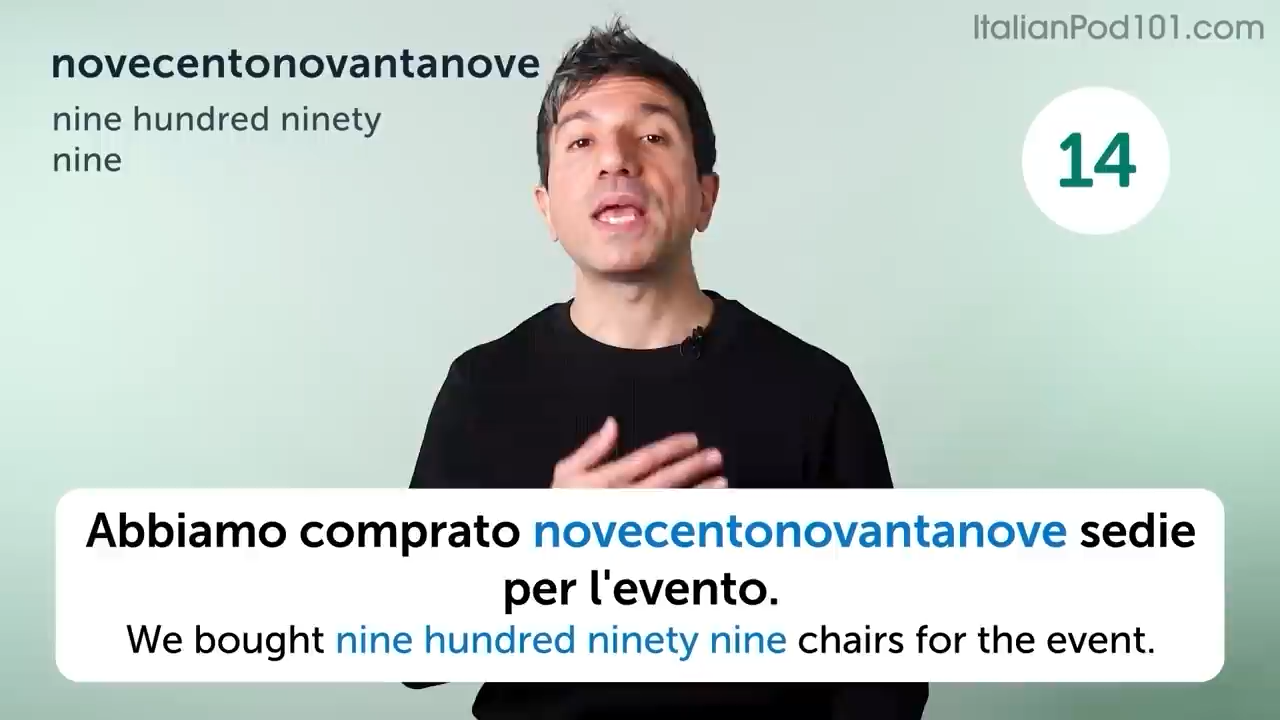 ItalianPod101.com
novecentonovantanove
nine hundred ninety
nine
14
Abbiamo comprato novecentonovantanove sedie
per l'evento.
We bought nine hundred ninety nine chairs for the event.